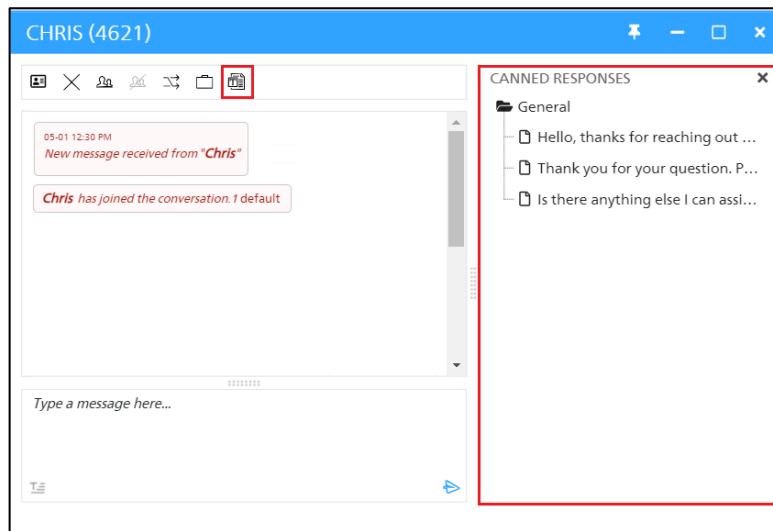 CHRIS (4621)
CANNED RESPONSES
General
Hello, thanks for reaching out ...
Thank you for your question. P...
Is there anything else I can assi...
05-01 12:30 PM
New message received from "Chris"
Chris has joined the conversation.1 default
Type a message here...